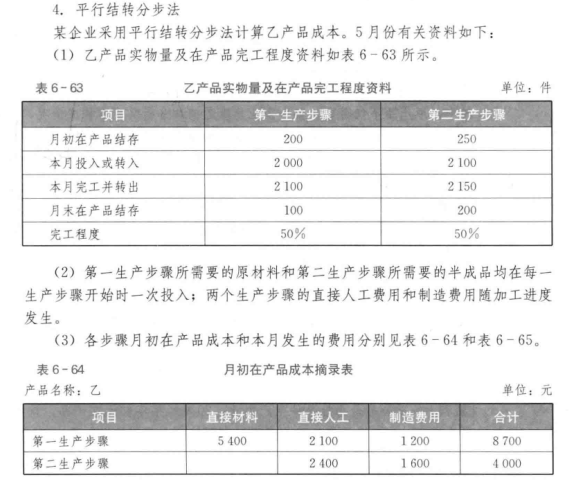 4. 平行结转分步法
某企业采用平行结转分步法计算乙产品成本。5月份有关资料如下：
(1) 乙产品实物量及在产品完工程度资料如表6-63所示。
表6-63 乙产品实物量及在产品完工程度资料 单位：件
项目 第一生产步骤 第二生产步骤
月初在产品结存 200 250
本月投入或转入 2 000 2 100
本月完工并转出 2 100 2 150
月末在产品结存 100 200
完工程度 50% 50%
(2) 第一生产步骤所需要的原材料和第二生产步骤所需要的半成品均在每一
生产步骤开始时一次投入；两个生产步骤的直接人工费用和制造费用随加工进度
发生。
(3) 各步骤月初在产品成本和本月发生的费用分别见表6-64和表6-65。
表6-64 月初在产品成本摘录表
产品名称：乙 单位：元
项目 直接材料 直接人工 制造费用 合计
第一生产步骤 5 400 2 100 1 200 8 700
第二生产步骤 2 400 1 600 4 000